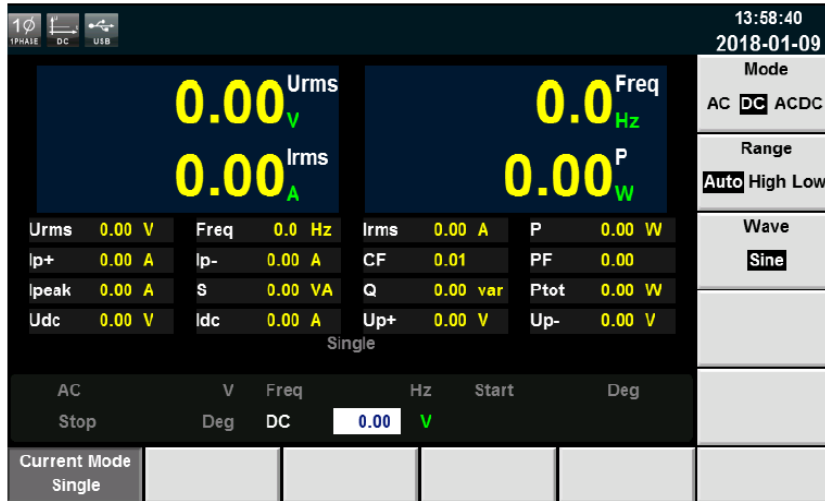 1Ø
1PHASE DC USB
13:58:40
2018-01-09
0.00 Urms V
0.0 Freq Hz
0.00 Irms A
0.00 P W
Urms 0.00 V Freq 0.0 Hz Irms 0.00 A P 0.00 W
Ip+ 0.00 A Ip- 0.00 A CF 0.01 PF 0.00
Ipeak 0.00 A S 0.00 VA Q 0.00 var Ptot 0.00 W
Udc 0.00 V Idc 0.00 A Up+ 0.00 V Up- 0.00 V
Single
AC V Freq Hz Start Deg
Stop Deg DC 0.00 V
Mode
AC DC ACDC
Range
Auto High Low
Wave
Sine
Current Mode
Single